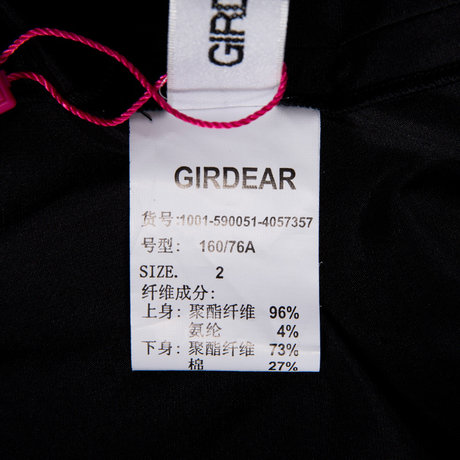 GIRD
GIRDEAR
货号:1001-590051-4057357
号型: 160/76A
SIZE. 2
纤维成分:
上身: 聚酯纤维 96%
氨纶 4%
下身: 聚酯纤维 73%
棉 27%